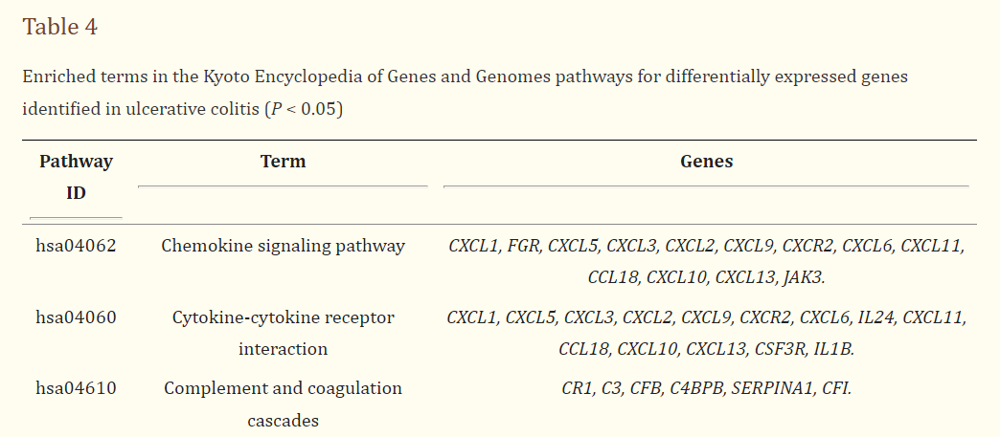 Table 4
Enriched terms in the Kyoto Encyclopedia of Genes and Genomes pathways for differentially expressed genes
identified in ulcerative colitis (P < 0.05)
Pathway ID Term Genes
hsa04062 Chemokine signaling pathway CXCL1, FGR, CXCL5, CXCL3, CXCL2, CXCL9, CXCR2, CXCL6, CXCL11,
CCL18, CXCL10, CXCL13, JAK3.
hsa04060 Cytokine-cytokine receptor interaction CXCL1, CXCL5, CXCL3, CXCL2, CXCL9, CXCR2, CXCL6, IL24, CXCL11,
CCL18, CXCL10, CXCL13, CSF3R, IL1B.
hsa04610 Complement and coagulation cascades CR1, C3, CFB, C4BPB, SERPINA1, CFI.